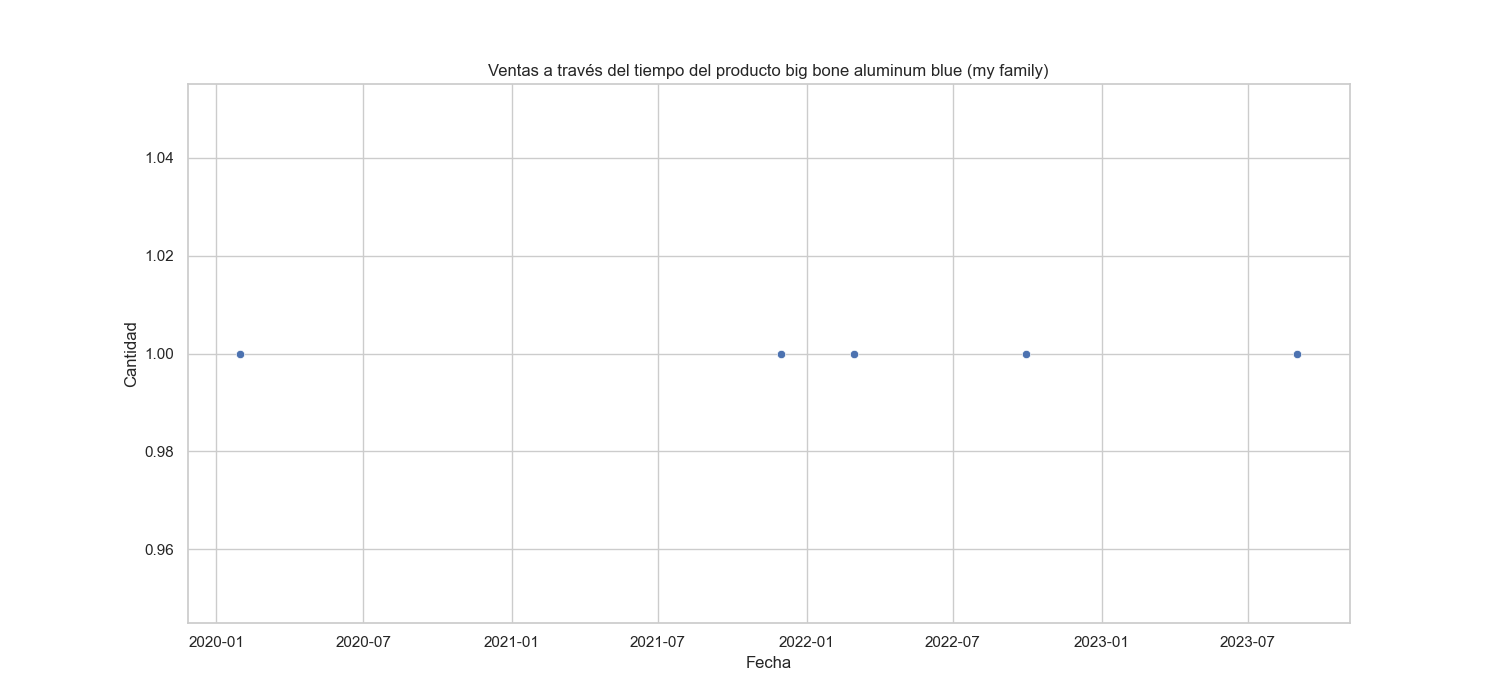 Ventas a través del tiempo del producto big bone aluminum blue (my family)
1.04
1.02
1.00
0.98
0.96
Cantidad
2020-01 2020-07 2021-01 2021-07 2022-01 2022-07 2023-01 2023-07
Fecha